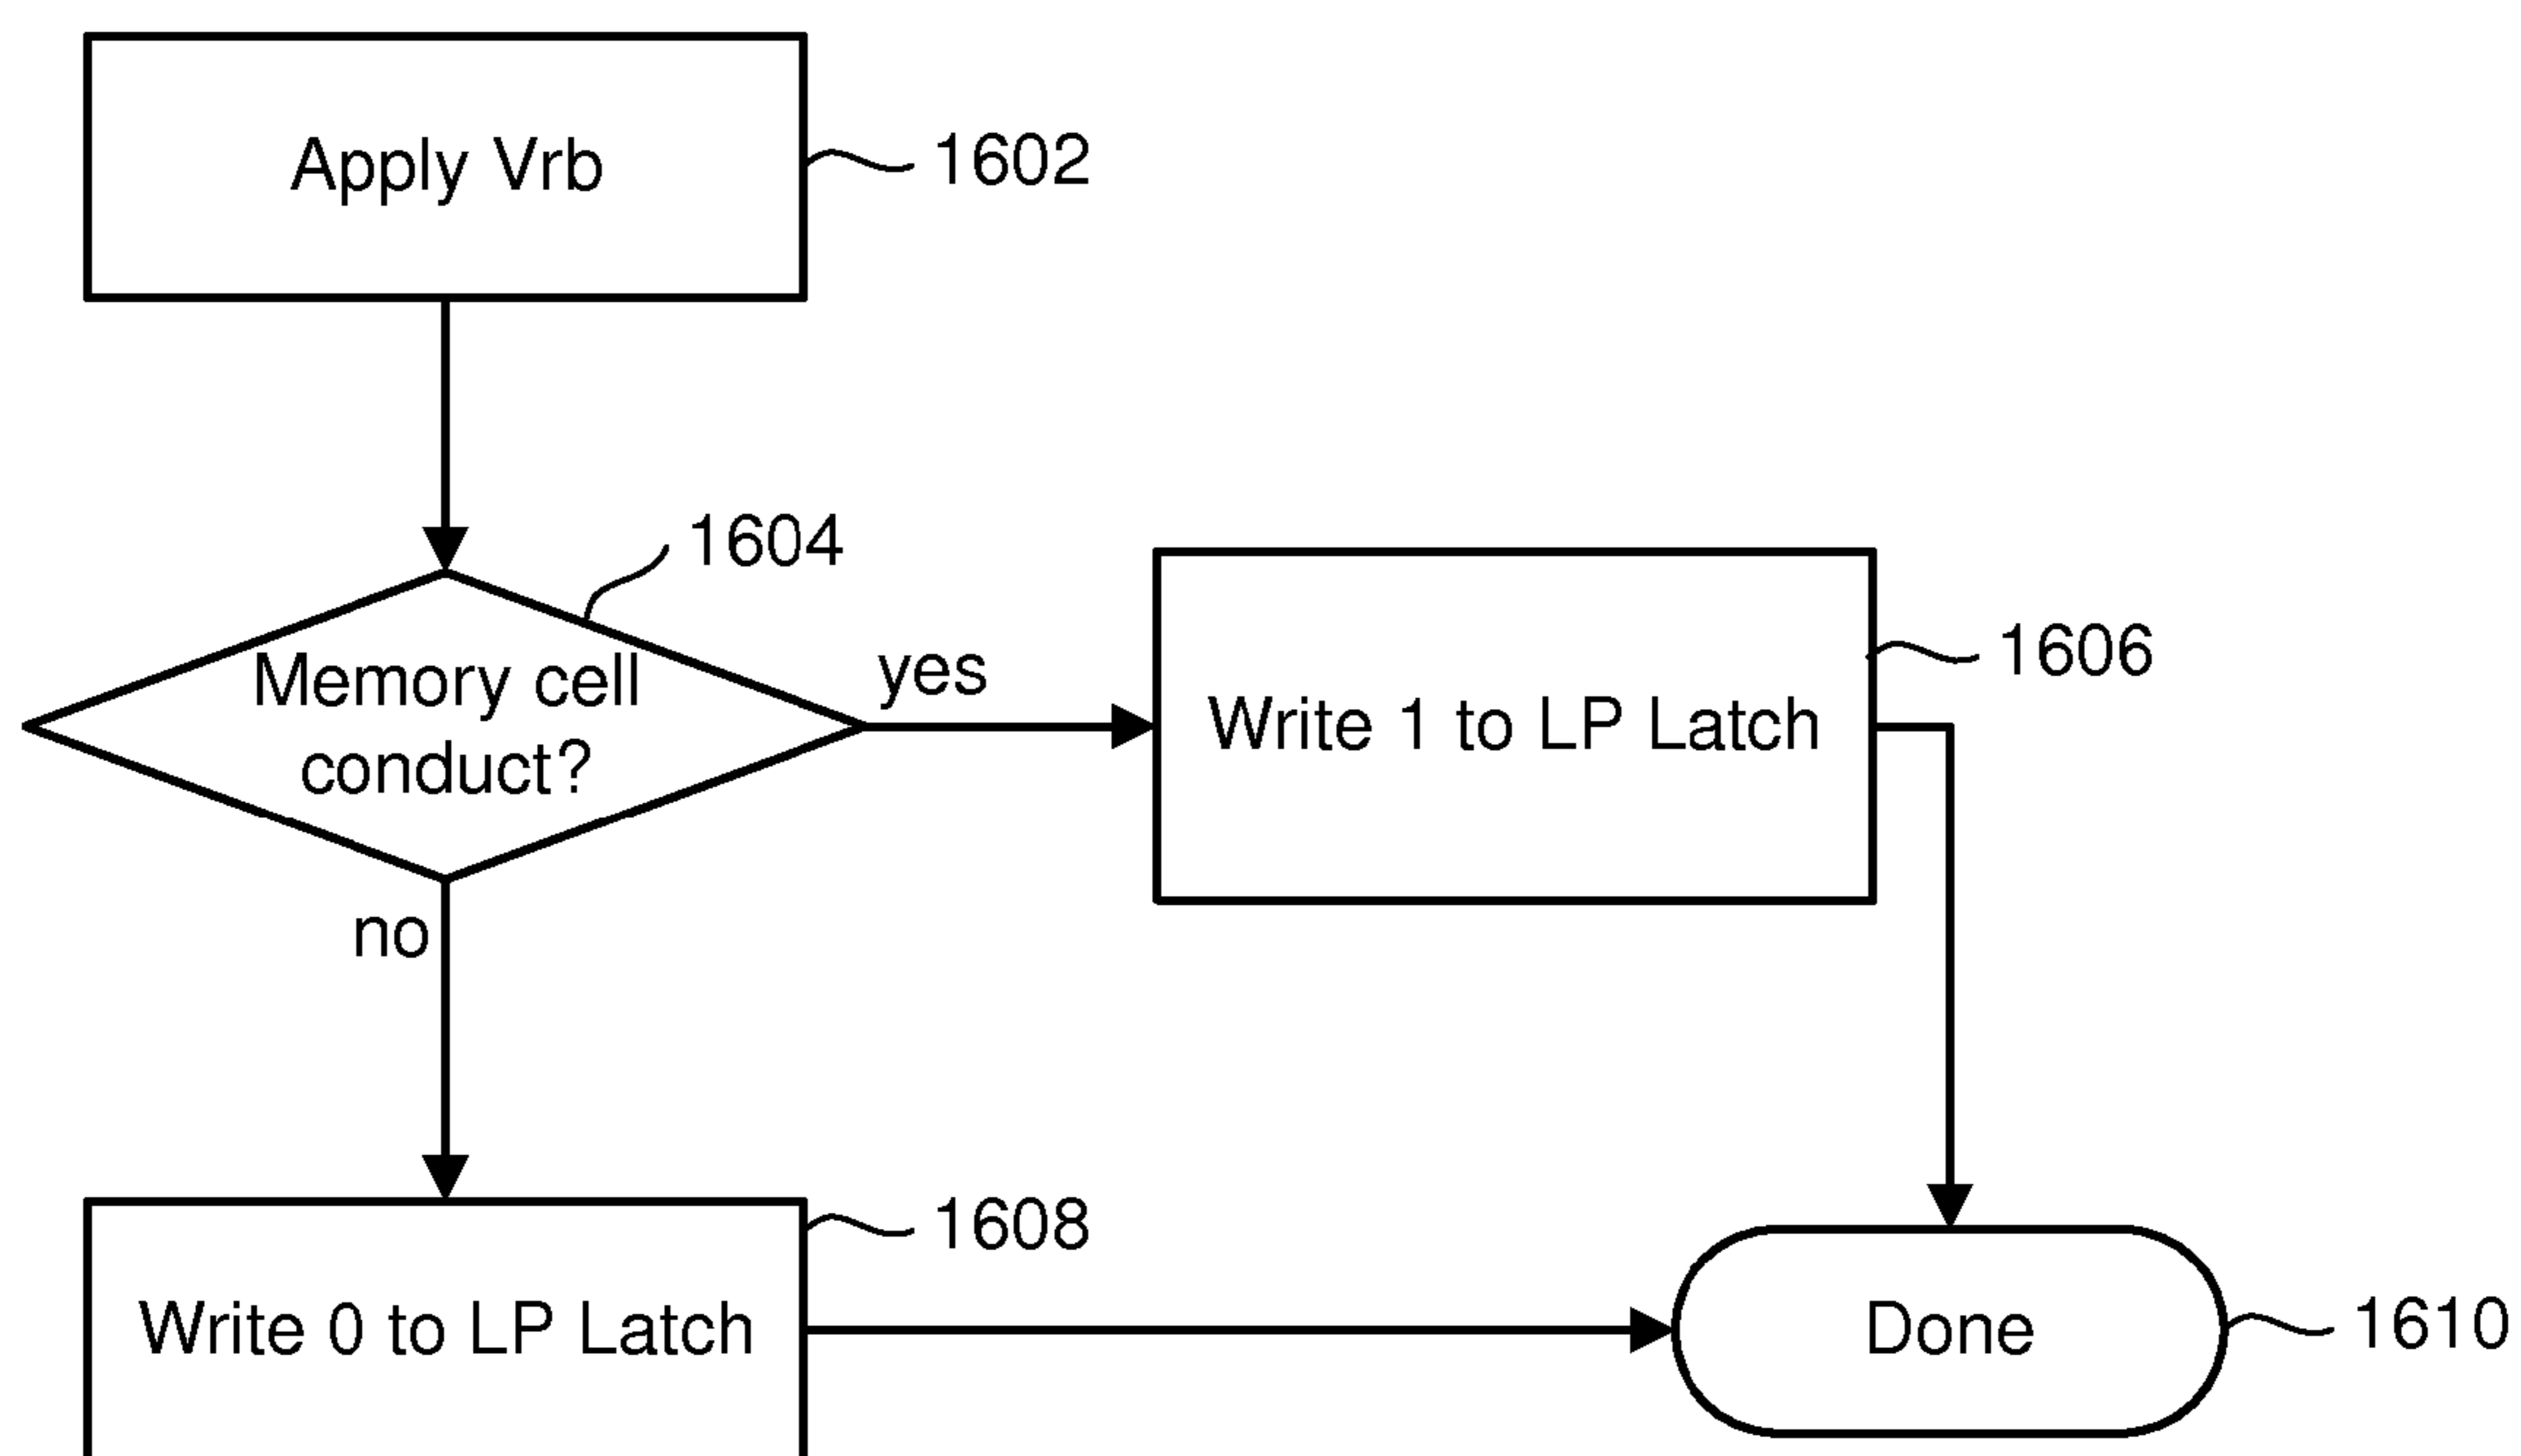 Apply Vrb
1602
1604
Memory cell
conduct?
yes
1606
Write 1 to LP Latch
no
1608
Write 0 to LP Latch
Done
1610